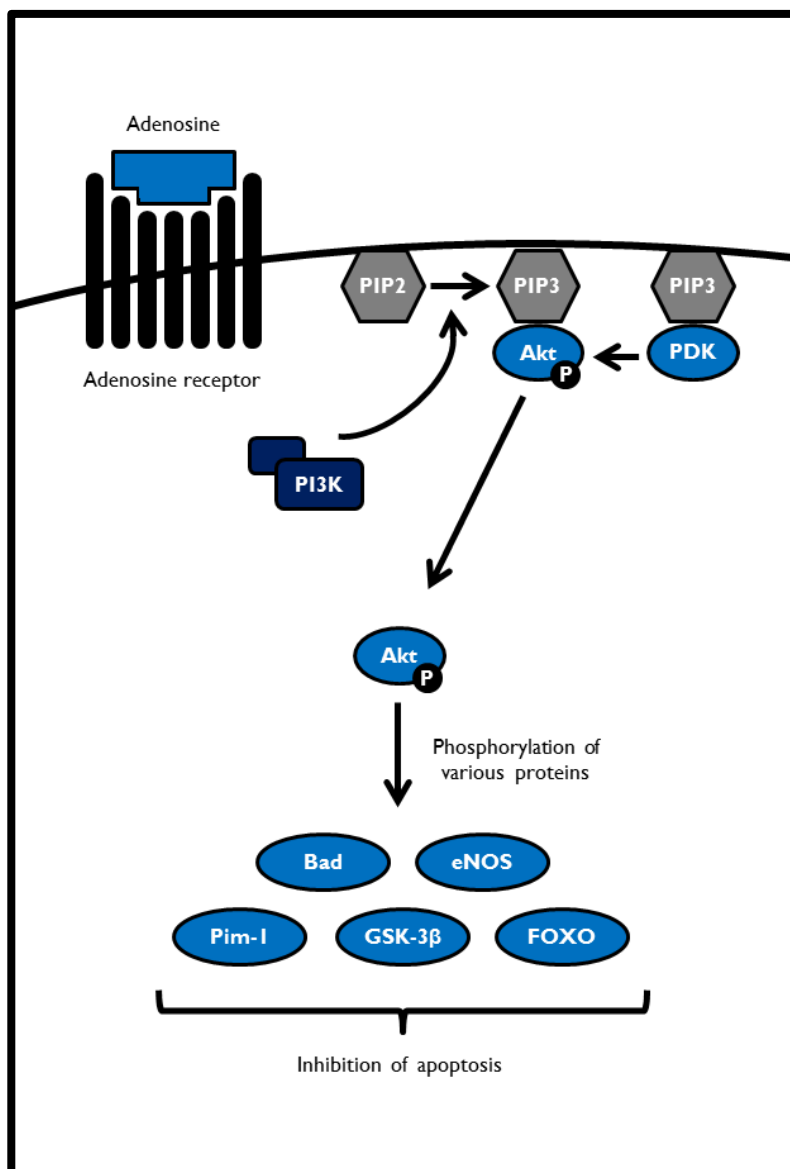 Adenosine
PIP2
PIP3
PIP3
Akt
P
PDK
Adenosine receptor
PI3K
Akt
P
Phosphorylation of
various proteins
Bad
eNOS
Pim-1
GSK-3β
FOXO
Inhibition of apoptosis